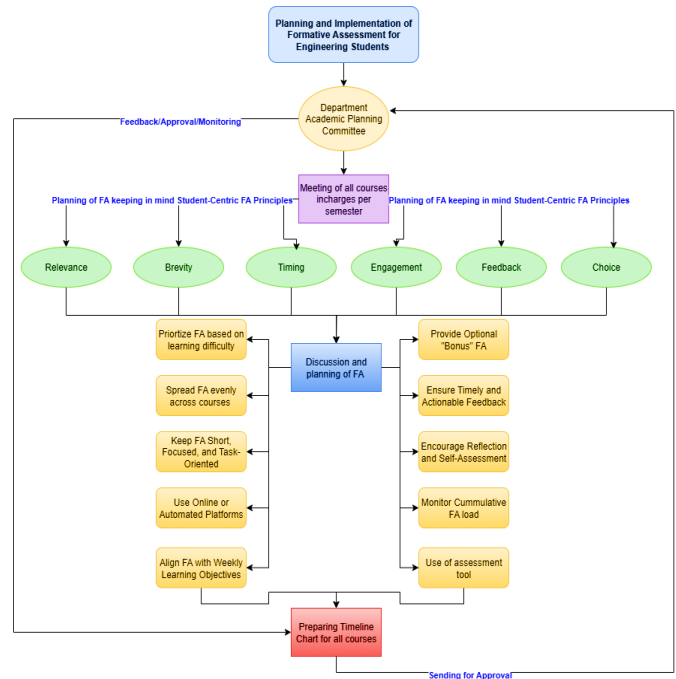 Planning and Implementation of
Formative Assessment for
Engineering Students
Department
Academic Planning
Committee
Feedback/Approval/Monitoring
Meeting of all courses
incharges per
semester
Planning of FA keeping in mind Student-Centric FA Principles
Planning of FA keeping in mind Student-Centric FA Principles
Relevance
Brevity
Timing
Engagement
Feedback
Choice
Priortize FA based on
learning difficulty
Discussion and
planning of FA
Provide Optional
"Bonus" FA
Spread FA evenly
across courses
Ensure Timely and
Actionable Feedback
Keep FA Short,
Focused, and Task-
Oriented
Encourage Reflection
and Self-Assessment
Use Online or
Automated Platforms
Monitor Cummulative
FA load
Align FA with Weekly
Learning Objectives
Use of assessment
tool
Preparing Timeline
Chart for all courses
Sending for Approval